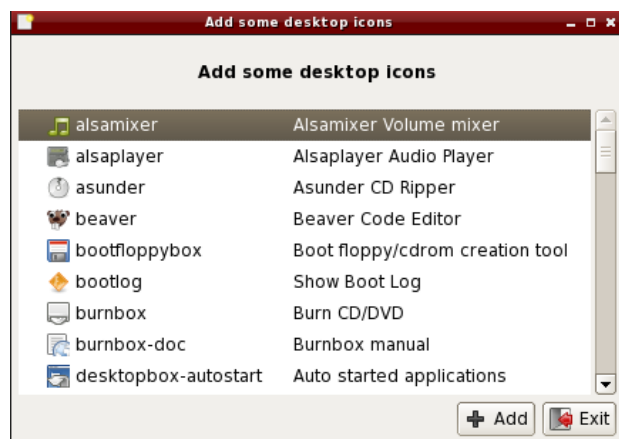 Add some desktop icons
Add some desktop icons
alsamixer Alsamixer Volume mixer
alsaplayer Alsaplayer Audio Player
asunder Asunder CD Ripper
beaver Beaver Code Editor
bootfloppybox Boot floppy/cdrom creation tool
bootlog Show Boot Log
burnbox Burn CD/DVD
burnbox-doc Burnbox manual
desktopbox-autostart Auto started applications
Add Exit